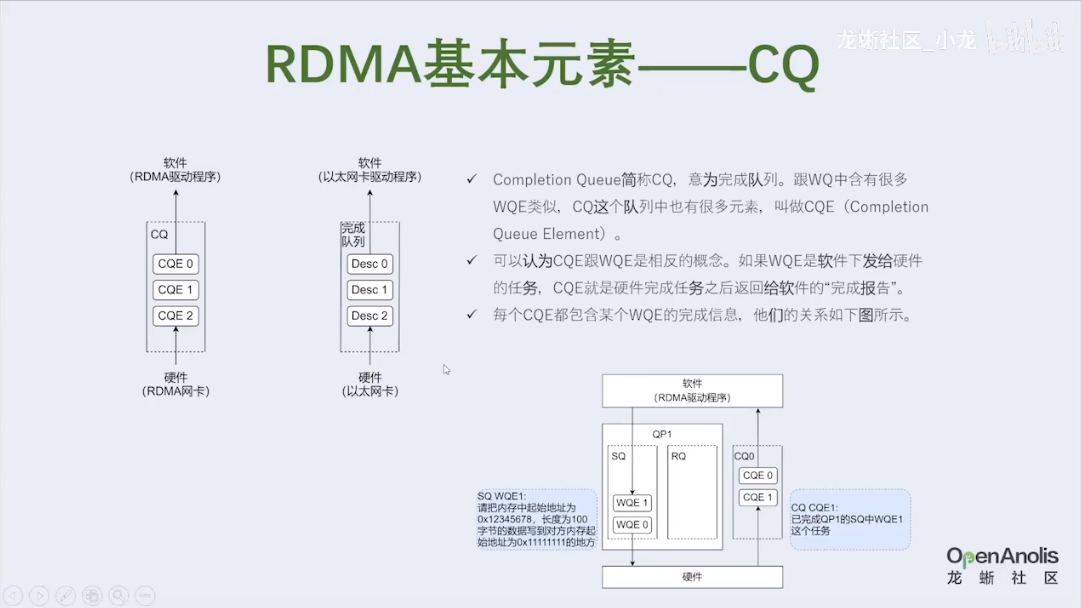 龙蜥社区_小龙
RDMA基本元素——CQ
软件
(RDMA驱动程序)
CQ
CQE 0
CQE 1
CQE 2
硬件
(RDMA网卡)
软件
(以太网卡驱动程序)
完成
队列
Desc 0
Desc 1
Desc 2
硬件
(以太网卡)
✓ Completion Queue简称CQ，意为完成队列。跟WQ中含有很多
WQE类似，CQ这个队列中也有很多元素，叫做CQE（Completion
Queue Element）。
✓ 可以认为CQE跟WQE是相反的概念。如果WQE是软件下发给硬件
的任务，CQE就是硬件完成任务之后返回给软件的“完成报告”。
✓ 每个CQE都包含某个WQE的完成信息，他们的关系如下图所示。
软件
(RDMA驱动程序)
QP1
SQ
RQ
WQE 1
WQE 0
CQ0
CQE 0
CQE 1
硬件
SQ WQE1:
请把内存中起始地址为
0x12345678，长度为100
字节的数据写到对方内存起
始地址为0x11111111的地方
CQ CQE1:
已完成QP1的SQ中WQE1
这个任务
OpenAnolis
龙蜥社区